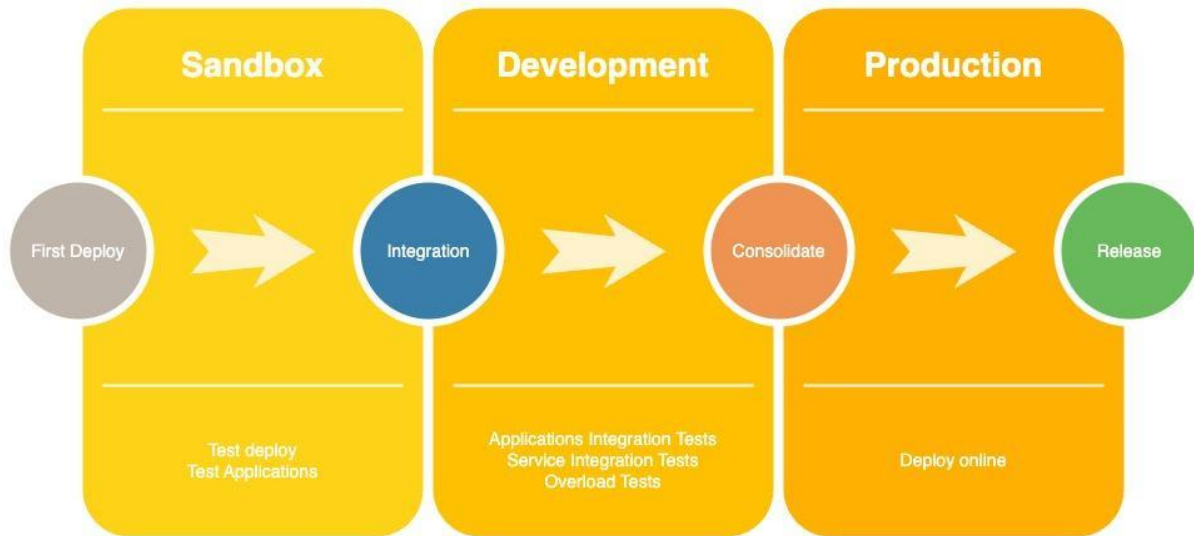 Sandbox
Development
Production
First Deploy
Integration
Consolidate
Release
Test deploy
Test Applications
Applications Integration Tests
Service Integration Tests
Overload Tests
Deploy online